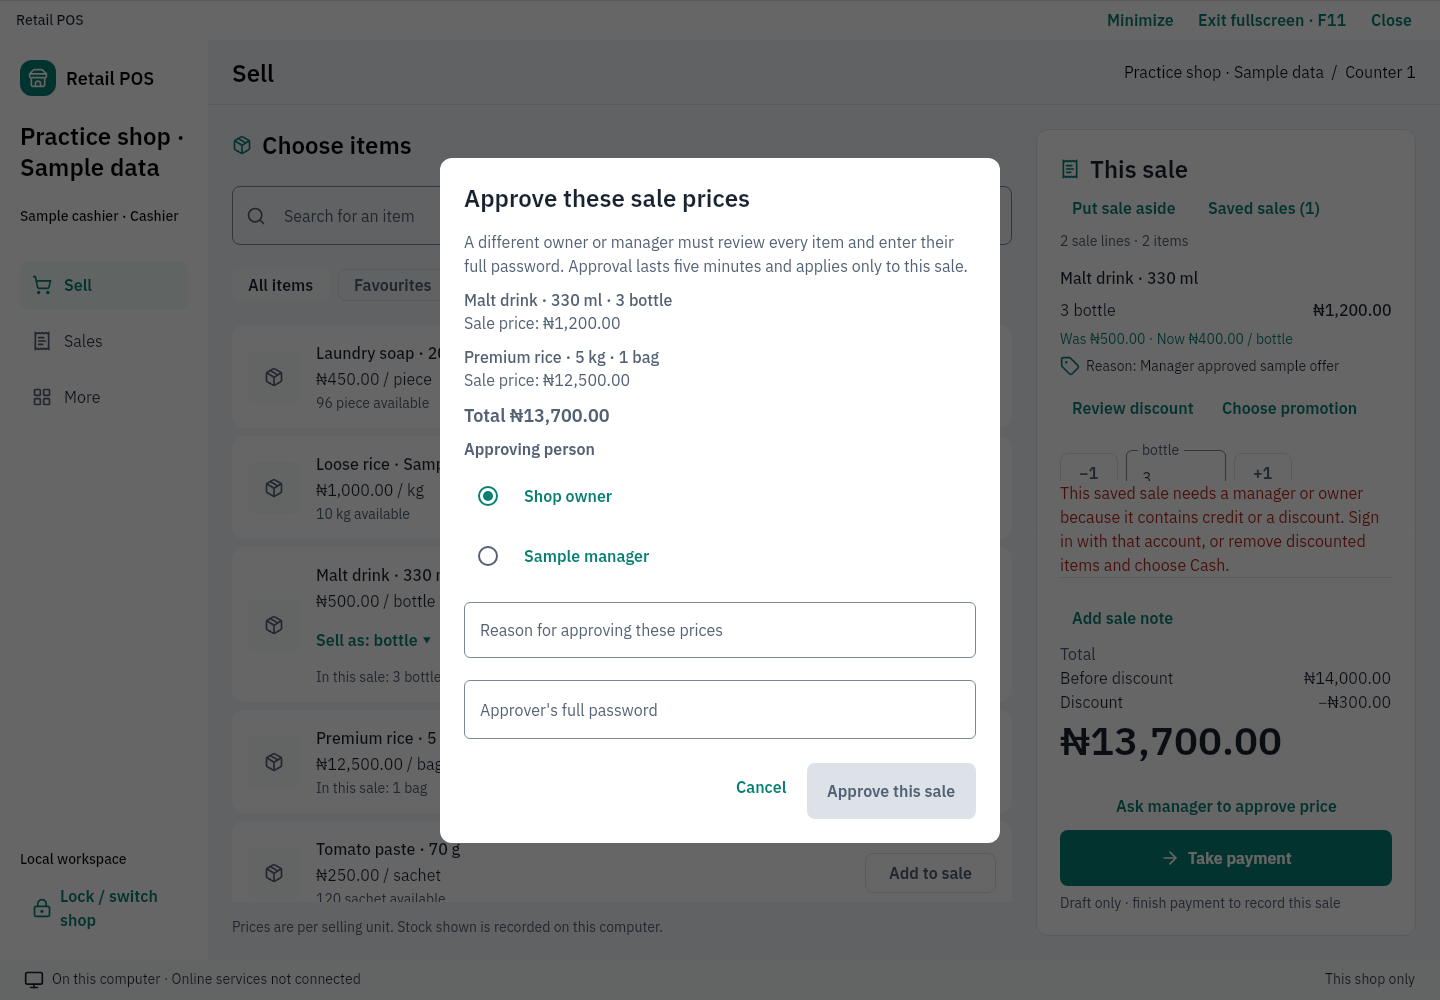 Retail POS
Minimize
Exit fullscreen · F11
Close
Retail POS
Practice shop ·
Sample data
Sample cashier · Cashier
Sell
Sales
More
Local workspace
Lock / switch
shop
Sell
Practice shop · Sample data / Counter 1
Choose items
Search for an item
All items
Favourites
Laundry soap · 20
₦450.00 / piece
96 piece available
Loose rice · Samp
₦1,000.00 / kg
10 kg available
Malt drink · 330 m
₦500.00 / bottle
Sell as: bottle ▾
In this sale: 3 bottle
Premium rice · 5
₦12,500.00 / bag
In this sale: 1 bag
Tomato paste · 70 g
₦250.00 / sachet
120 sachet available
Add to sale
Prices are per selling unit. Stock shown is recorded on this computer.
Approve these sale prices
A different owner or manager must review every item and enter their
full password. Approval lasts five minutes and applies only to this sale.
Malt drink · 330 ml · 3 bottle
Sale price: ₦1,200.00
Premium rice · 5 kg · 1 bag
Sale price: ₦12,500.00
Total ₦13,700.00
Approving person
Shop owner
Sample manager
Reason for approving these prices
Approver's full password
Cancel
Approve this sale
This sale
Put sale aside
Saved sales (1)
2 sale lines · 2 items
Malt drink · 330 ml
3 bottle
₦1,200.00
Was ₦500.00 · Now ₦400.00 / bottle
Reason: Manager approved sample offer
Review discount
Choose promotion
−1
bottle
3
+1
This saved sale needs a manager or owner
because it contains credit or a discount. Sign
in with that account, or remove discounted
items and choose Cash.
Add sale note
Total
Before discount
₦14,000.00
Discount
−₦300.00
₦13,700.00
Ask manager to approve price
Take payment
Draft only · finish payment to record this sale
On this computer · Online services not connected
This shop only